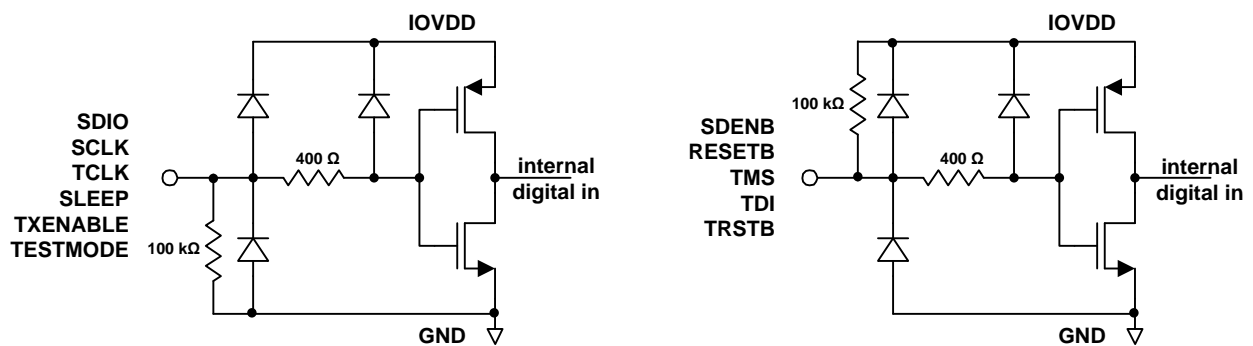 IOVDD
SDIO
SCLK
TCLK
SLEEP
TXENABLE
TESTMODE
100 kΩ
400 Ω
internal
digital in
GND
IOVDD
100 kΩ
SDENB
RESETB
TMS
TDI
TRSTB
400 Ω
internal
digital in
GND